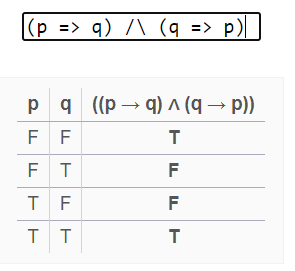 (p => q) /\ (q => p)
p q ((p → q) ∧ (q → p))
F F T
F T F
T F F
T T T